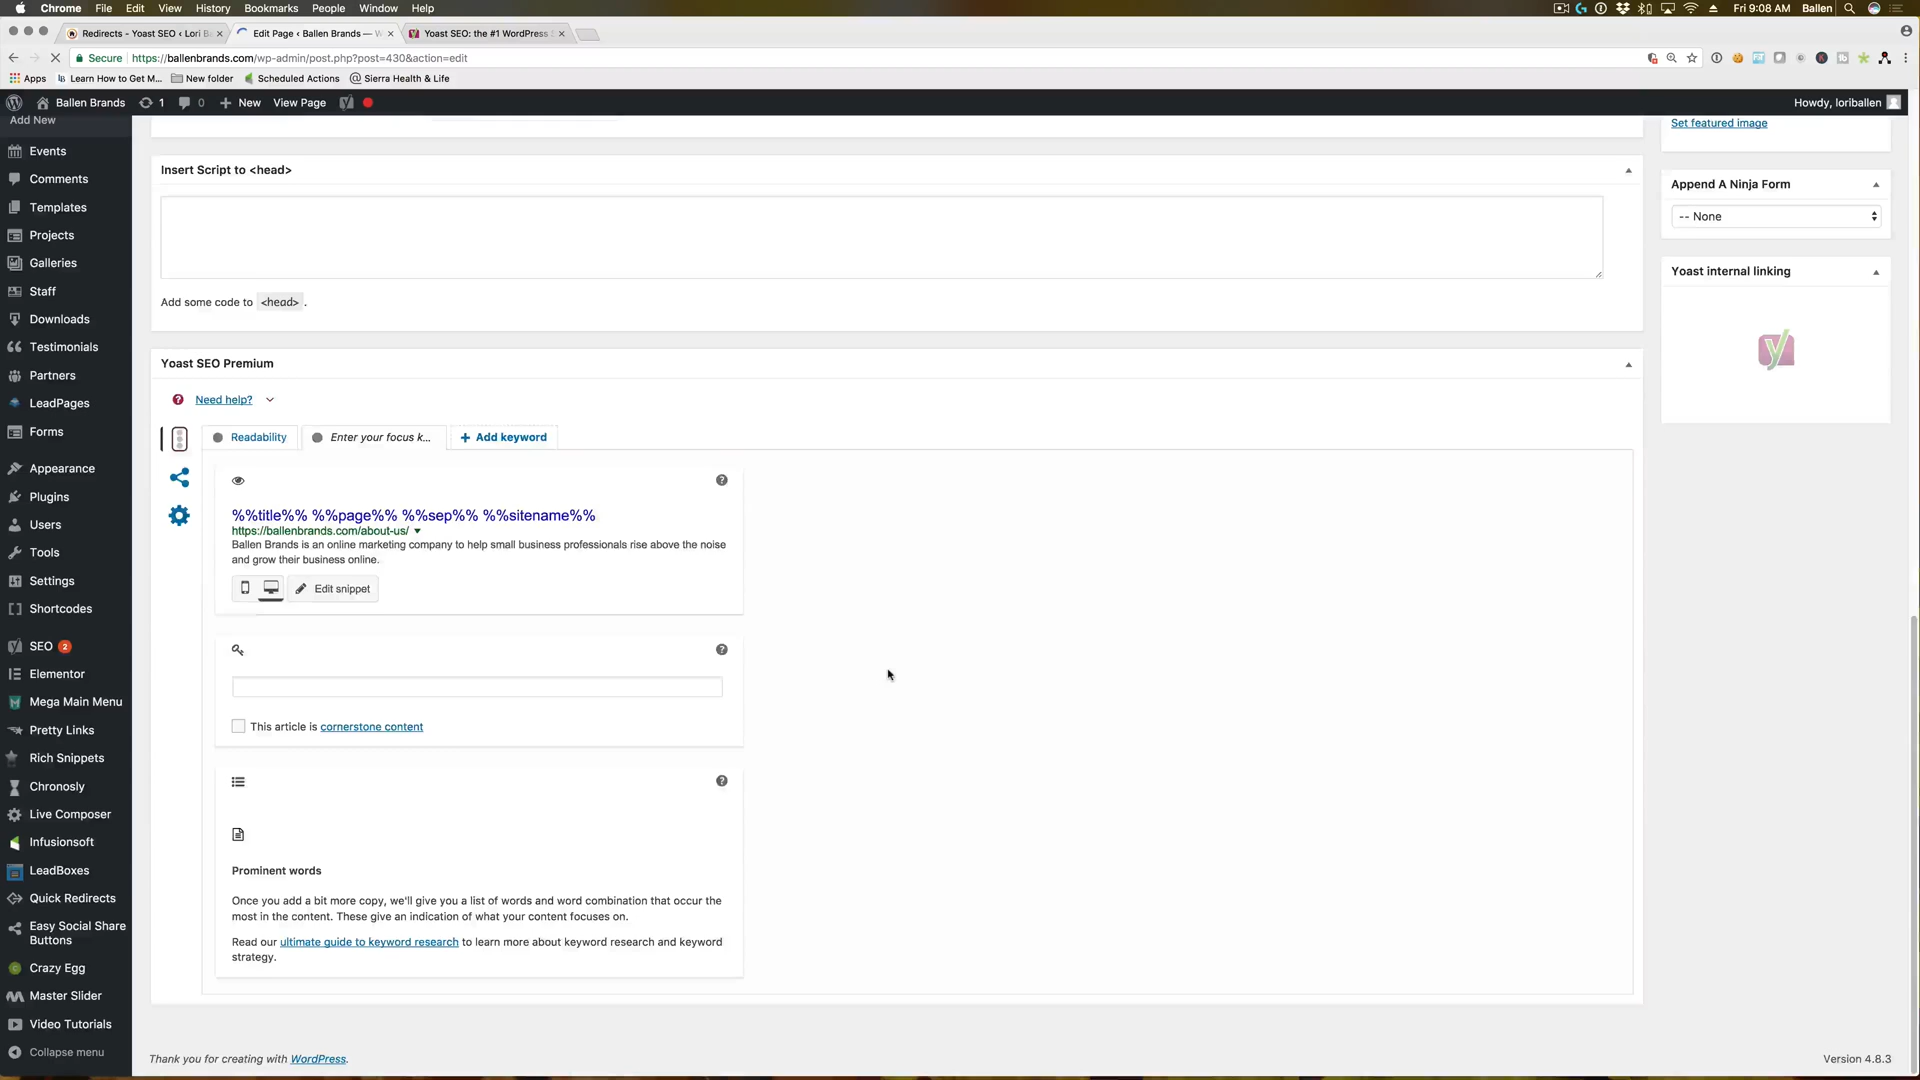 Chrome File Edit View History Bookmarks People Window Help
Fri 9:08 AM Ballen
Redirects - Yoast SEO ‹ Lori B
Edit Page ‹ Ballen Brands — W
Yoast SEO: the #1 WordPress S
Secure https://ballenbrands.com/wp-admin/post.php?post=430&action=edit
Apps Learn How to Get M... New folder Scheduled Actions Sierra Health & Life
Ballen Brands 1 0 New View Page
Howdy, loriballen
Add New
Events
Comments
Templates
Projects
Galleries
Staff
Downloads
Testimonials
Partners
LeadPages
Forms
Appearance
Plugins
Users
Tools
Settings
Shortcodes
SEO 2
Elementor
Mega Main Menu
Pretty Links
Rich Snippets
Chronosly
Live Composer
Infusionsoft
LeadBoxes
Quick Redirects
Easy Social Share
Buttons
Crazy Egg
Master Slider
Video Tutorials
Collapse menu
Insert Script to <head>
Add some code to <head> .
Yoast SEO Premium
Need help?
Readability
Enter your focus k...
Add keyword
%%title%% %%page%% %%sep%% %%sitename%%
https://ballenbrands.com/about-us/
Ballen Brands is an online marketing company to help small business professionals rise above the noise
and grow their business online.
Edit snippet
This article is cornerstone content
Prominent words
Once you add a bit more copy, we'll give you a list of words and word combination that occur the
most in the content. These give an indication of what your content focuses on.
Read our ultimate guide to keyword research to learn more about keyword research and keyword
strategy.
Set featured image
Append A Ninja Form
-- None
Yoast internal linking
Thank you for creating with WordPress.
Version 4.8.3